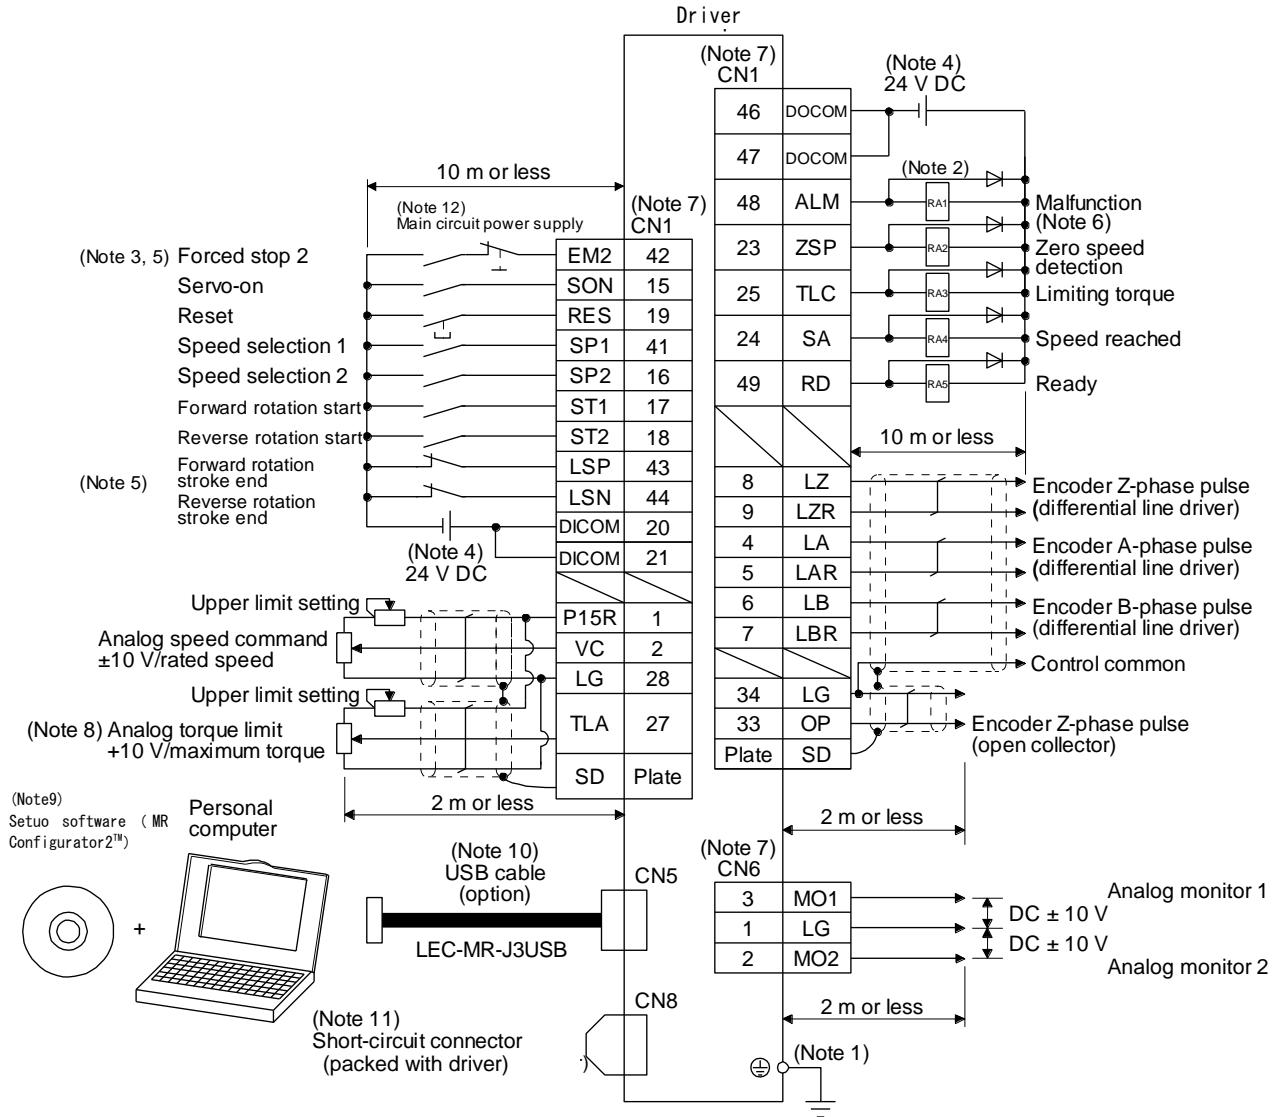 Driver
(Note 7)
CN1
46 DOCOM
47 DOCOM
48 ALM
23 ZSP
25 TLC
24 SA
49 RD
8 LZ
9 LZR
4 LA
5 LAR
6 LB
7 LBR
34 LG
33 OP
Plate SD
(Note 4)
24 V DC
(Note 2)
RA1
RA2
RA3
RA4
RA5
Malfunction
(Note 6)
Zero speed
detection
Limiting torque
Speed reached
Ready
10 m or less
Encoder Z-phase pulse
(differential line driver)
Encoder A-phase pulse
(differential line driver)
Encoder B-phase pulse
(differential line driver)
Control common
Encoder Z-phase pulse
(open collector)
2 m or less
10 m or less
(Note 12)
Main circuit power supply
(Note 7)
CN1
(Note 3, 5) Forced stop 2
EM2 42
Servo-on
SON 15
Reset
RES 19
Speed selection 1
SP1 41
Speed selection 2
SP2 16
Forward rotation start
ST1 17
Reverse rotation start
ST2 18
(Note 5)
Forward rotation
stroke end
LSP 43
Reverse rotation
stroke end
LSN 44
DICOM 20
DICOM 21
(Note 4)
24 V DC
Upper limit setting
P15R 1
Analog speed command
±10 V/rated speed
VC 2
LG 28
Upper limit setting
(Note 8) Analog torque limit
+10 V/maximum torque
TLA 27
SD Plate
2 m or less
(Note9)
Setuo software ( MR
Configurator2™)
Personal
computer
+
(Note 10)
USB cable
(option)
LEC-MR-J3USB
CN5
(Note 7)
CN6
3 MO1
1 LG
2 MO2
Analog monitor 1
DC ± 10 V
DC ± 10 V
Analog monitor 2
2 m or less
CN8
(Note 11)
Short-circuit connector
(packed with driver)
.)
(Note 1)